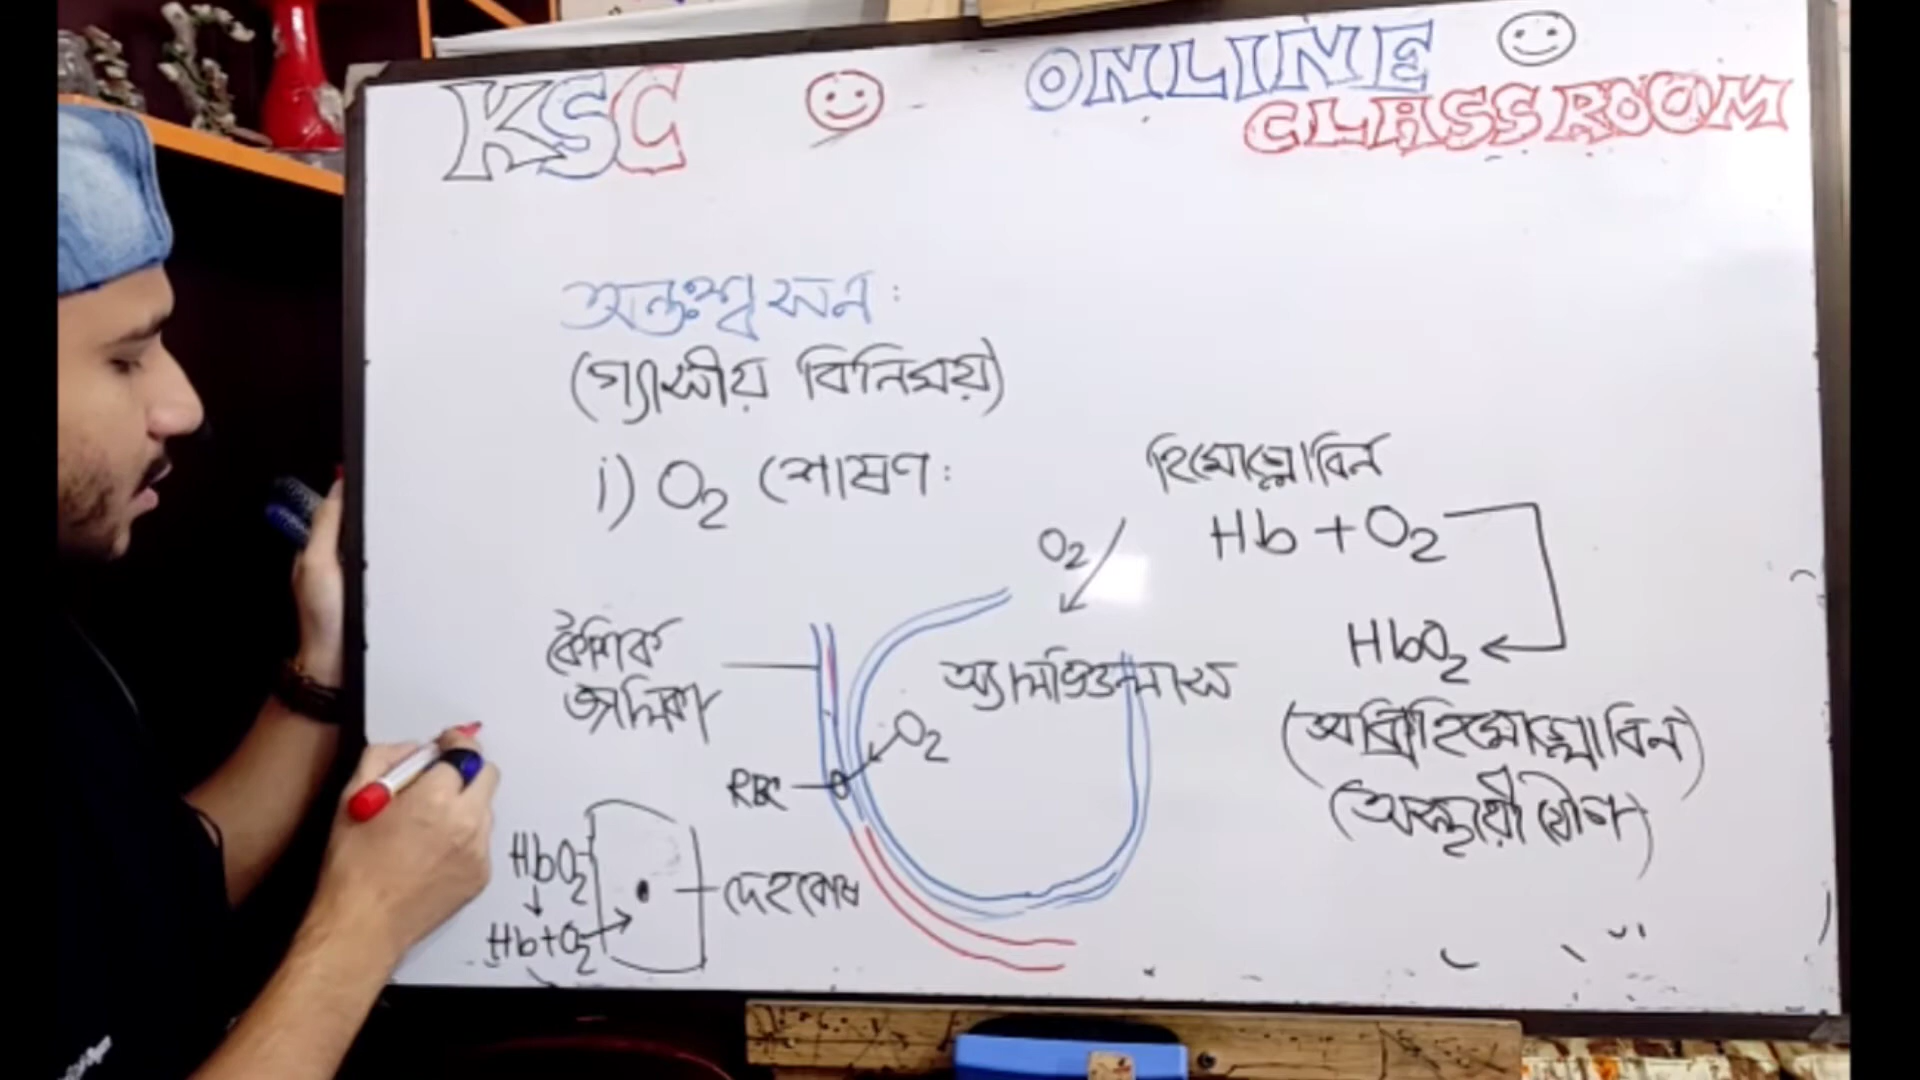 KSC
ONLINE
CLASSROOM
অন্তঃশ্বসন:
(গ্যাসীয় বিনিময়)
i) O₂ শোষণ:
হিমোগ্লোবিন
Hb + O₂
HbO₂
(অক্সিহিমোগ্লোবিন)
(অস্থায়ী যৌগ)
O₂
অ্যালভিওলাস
কৈশিক
জালিকা
O₂
RBC
HbO₂
Hb+O₂
দেহকোষ